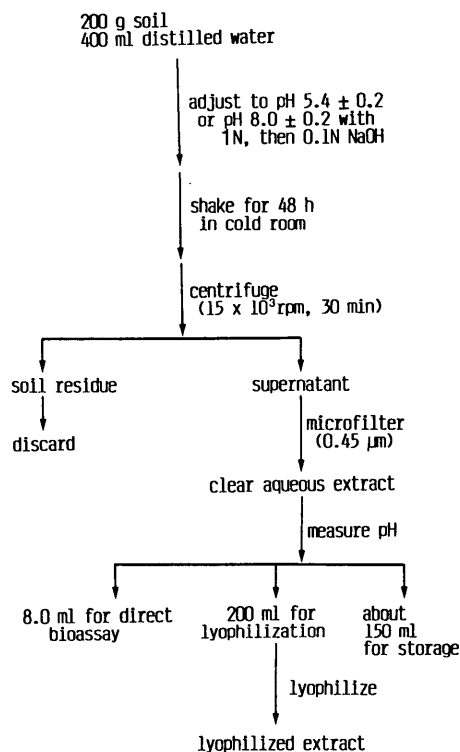 200 g soil
400 ml distilled water
adjust to pH 5.4 ± 0.2
or pH 8.0 ± 0.2 with
1N, then 0.1N NaOH
shake for 48 h
in cold room
centrifuge
(15 x 10³rpm, 30 min)
soil residue
supernatant
discard
microfilter
(0.45 µm)
clear aqueous extract
measure pH
8.0 ml for direct
bioassay
200 ml for
lyophilization
about
150 ml
for storage
lyophilize
lyophilized extract